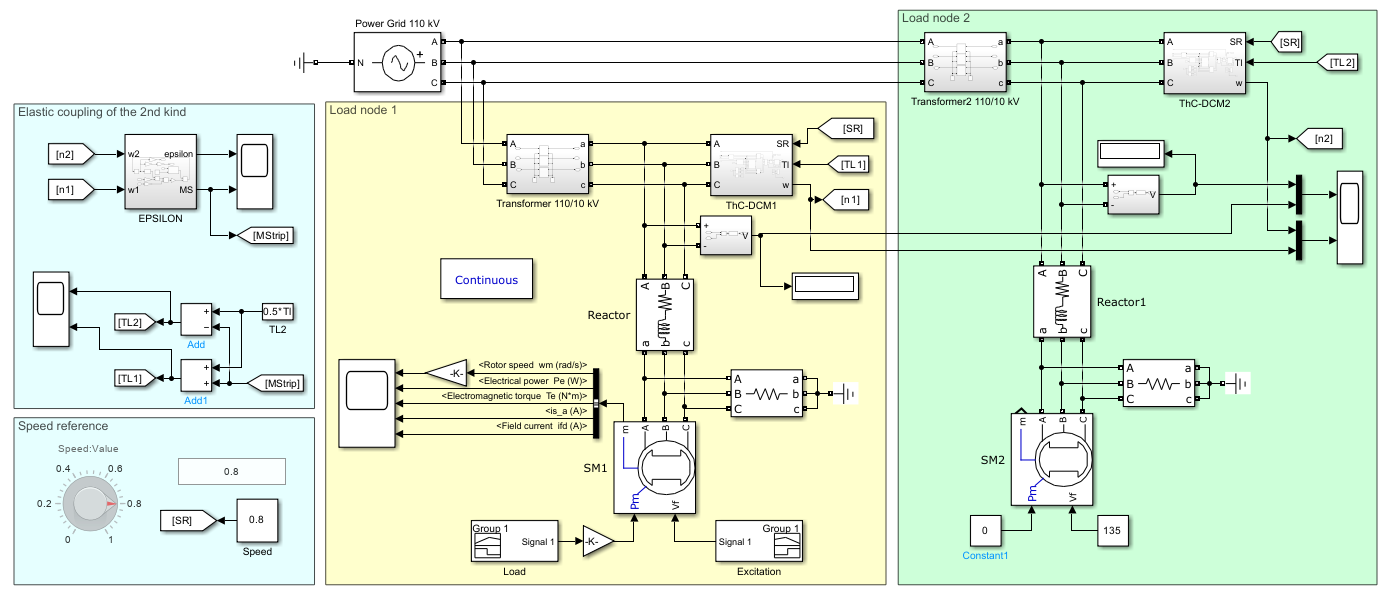 Power Grid 110 kV
N
A
B
C
Load node 2
A
B
C
a
b
c
Transformer2 110/10 kV
A
B
C
SR
Tl
w
ThC-DCM2
[SR]
[TL2]
[n2]
+
-
V
A
B
C
a
b
c
Reactor1
A
B
C
a
b
c
m
A
B
C
SM2
Pm
Vf
0
Constant1
135
Load node 1
A
B
C
a
b
c
Transformer 110/10 kV
A
B
C
SR
Tl
w
ThC-DCM1
[SR]
[TL1]
[n1]
+
-
V
Continuous
A
B
C
a
b
c
Reactor
<Rotor speed wm (rad/s)>
<Electrical power Pe (W)>
<Electromagnetic torque Te (N*m)>
<is_a (A)>
<Field current ifd (A)>
-K-
A
B
C
a
b
c
m
A
B
C
SM1
Pm
Vf
Group 1
Signal 1
Load
-K-
Group 1
Signal 1
Excitation
Elastic coupling of the 2nd kind
[n2]
[n1]
w2
w1
epsilon
MS
EPSILON
[MStrip]
[TL2]
+
−
Add
0.5*Tl
TL2
[TL1]
+
+
Add1
[MStrip]
Speed reference
Speed:Value
0
0.2
0.4
0.6
0.8
1
0.8
[SR]
0.8
Speed